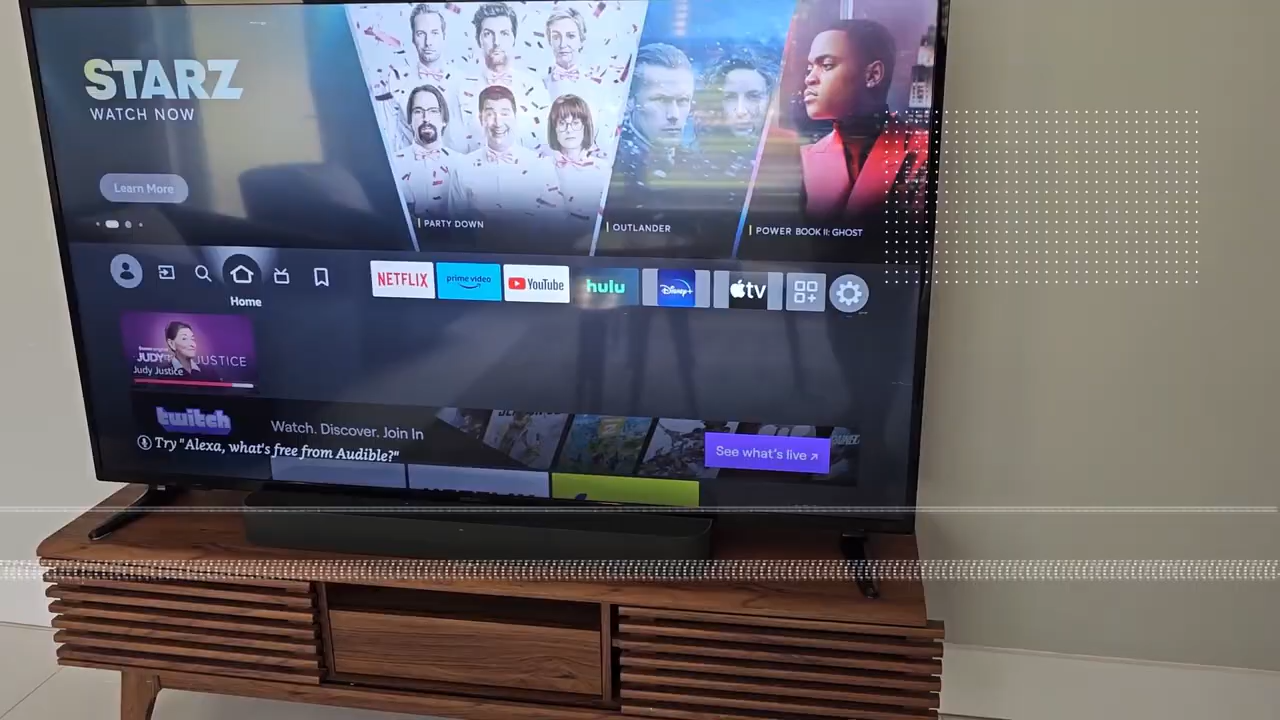 STARZ
WATCH NOW
Learn More
PARTY DOWN
OUTLANDER
POWER BOOK II: GHOST
NETFLIX
prime video
YouTube
hulu
Disney+
tv
Home
JUDY JUSTICE
Judy Justice
twitch
Watch. Discover. Join In
See what's live
Try "Alexa, what's free from Audible?"